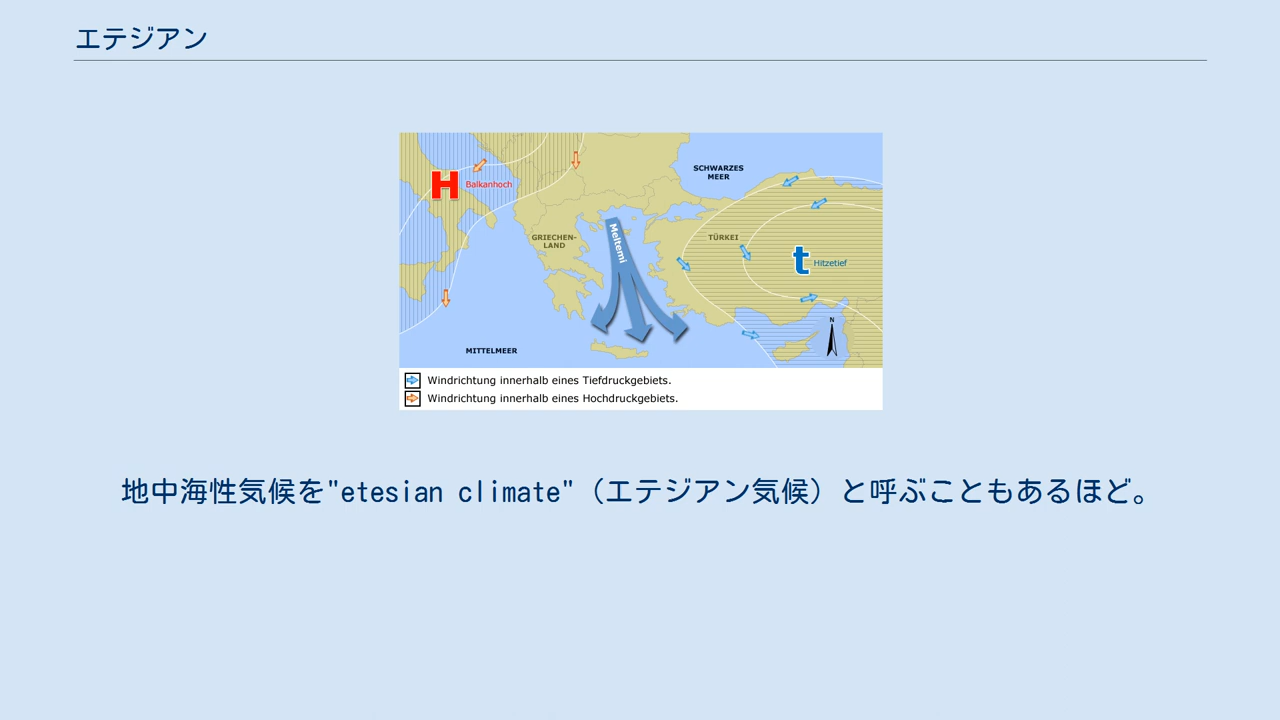 エテジアン
H
Balkanhoch
SCHWARZES
MEER
GRIECHEN-
LAND
Meltemi
TÜRKEI
t
Hitzetief
N
MITTELMEER
Windrichtung innerhalb eines Tiefdruckgebiets.
Windrichtung innerhalb eines Hochdruckgebiets.
地中海性気候を"etesian climate"（エテジアン気候）と呼ぶこともあるほど。